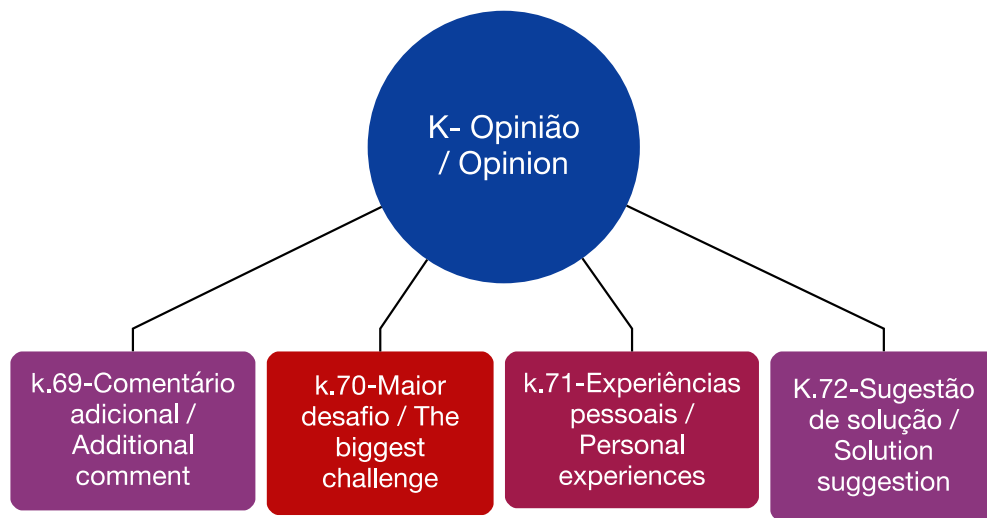 K- Opinião
/ Opinion
k.69-Comentário
adicional /
Additional
comment
k.70-Maior
desafio / The
biggest
challenge
k.71-Experiências
pessoais /
Personal
experiences
K.72-Sugestão
de solução /
Solution
suggestion